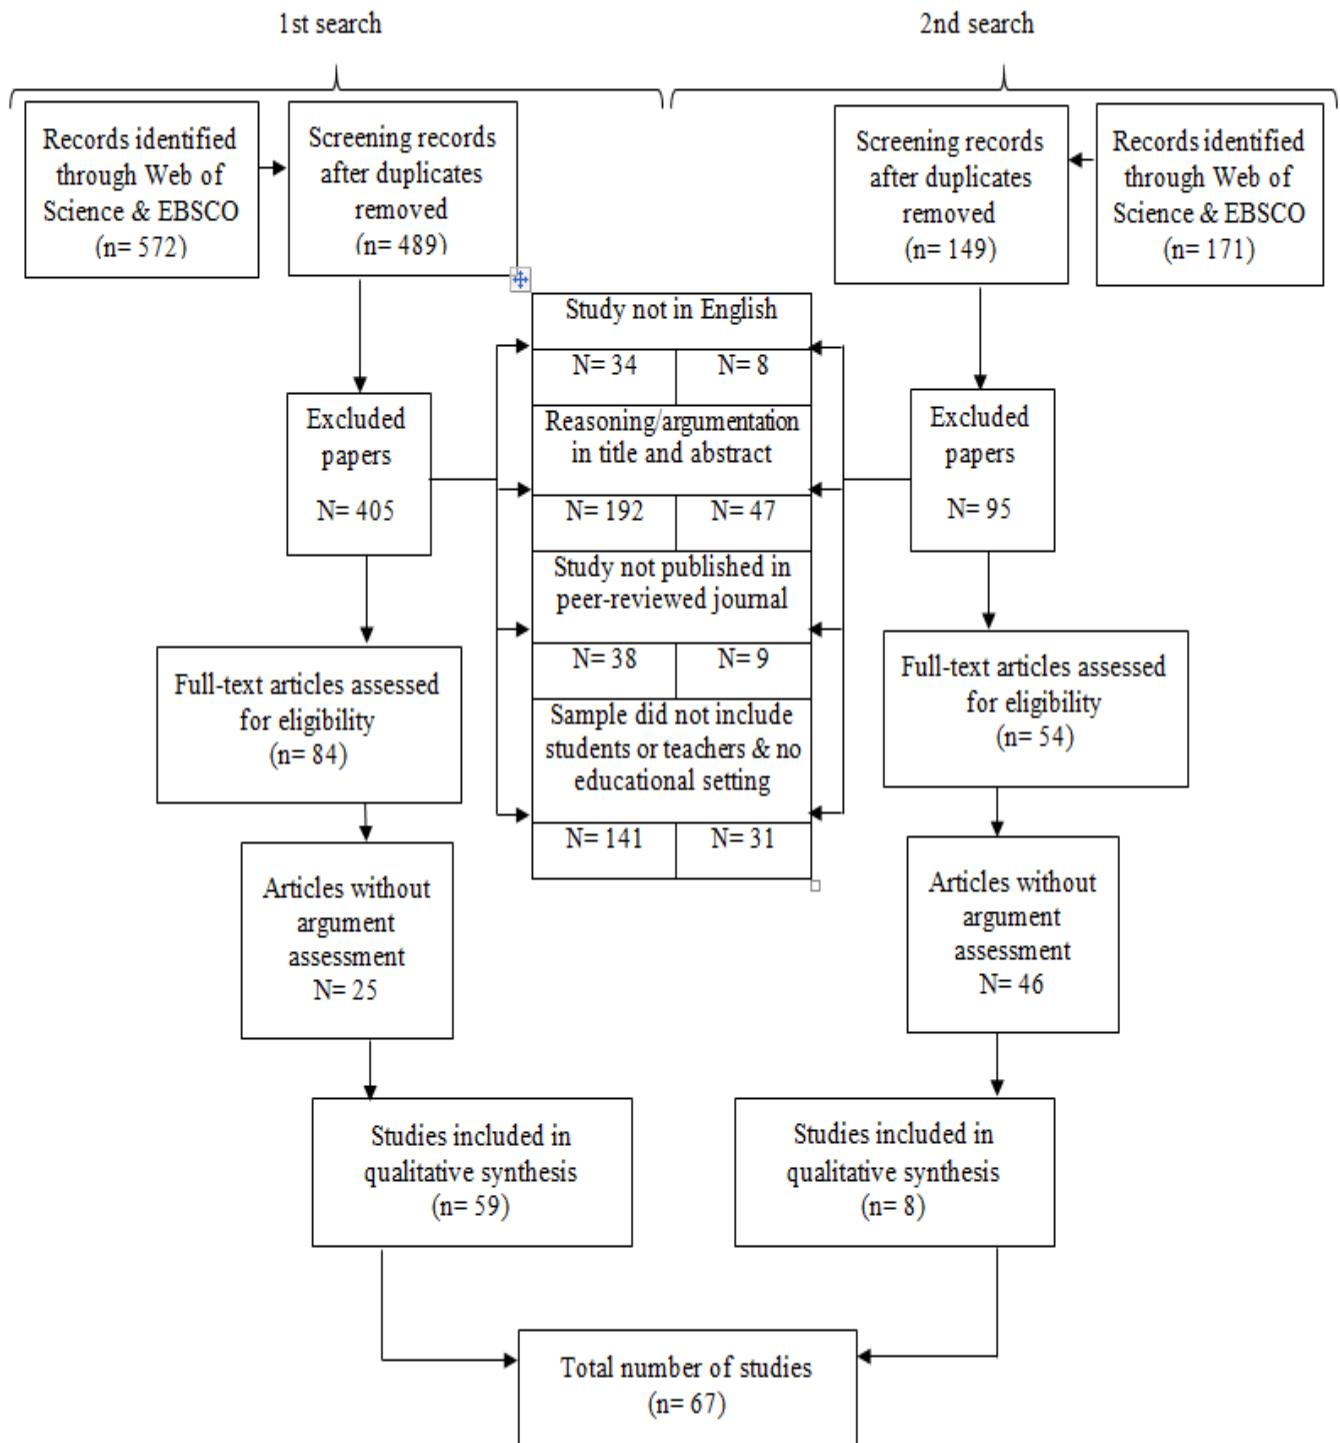 1st search
2nd search
Records identified
through Web of
Science & EBSCO
(n= 572)
Screening records
after duplicates
removed
(n= 489)
Screening records
after duplicates
removed
(n= 149)
Records identified
through Web of
Science & EBSCO
(n= 171)
Excluded
papers
N= 405
Study not in English
N= 34
N= 8
Reasoning/argumentation
in title and abstract
N= 192
N= 47
Study not published in
peer-reviewed journal
N= 38
N= 9
Sample did not include
students or teachers & no
educational setting
N= 141
N= 31
Excluded
papers
N= 95
Full-text articles assessed
for eligibility
(n= 84)
Full-text articles assessed
for eligibility
(n= 54)
Articles without
argument
assessment
N= 25
Articles without
argument
assessment
N= 46
Studies included in
qualitative synthesis
(n= 59)
Studies included in
qualitative synthesis
(n= 8)
Total number of studies
(n= 67)